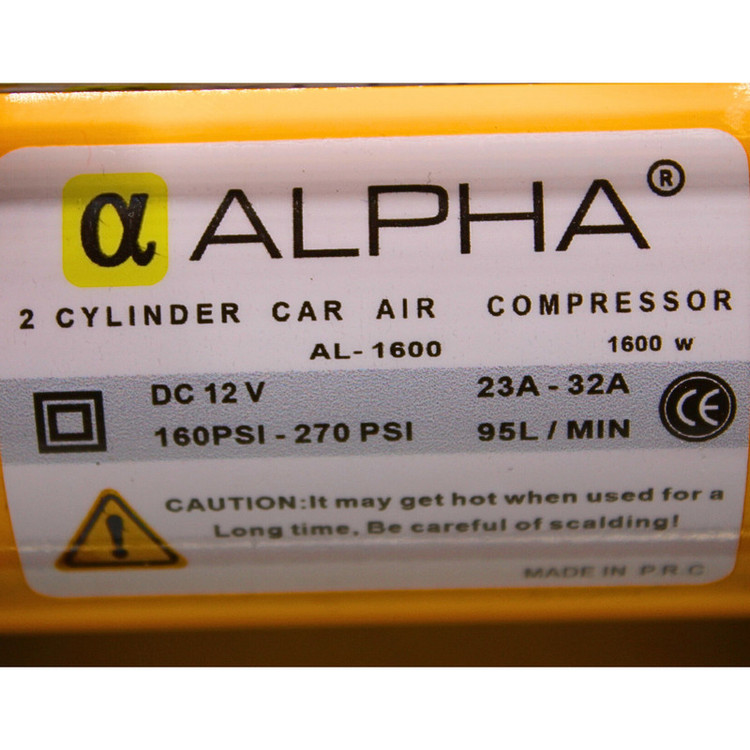 α ALPHA®
2 CYLINDER CAR AIR COMPRESSOR
AL-1600 1600 w
DC 12 V 23A - 32A
160PSI - 270 PSI 95L / MIN
CE
CAUTION:It may get hot when used for a
Long time, Be careful of scalding!
MADE IN P.R.C